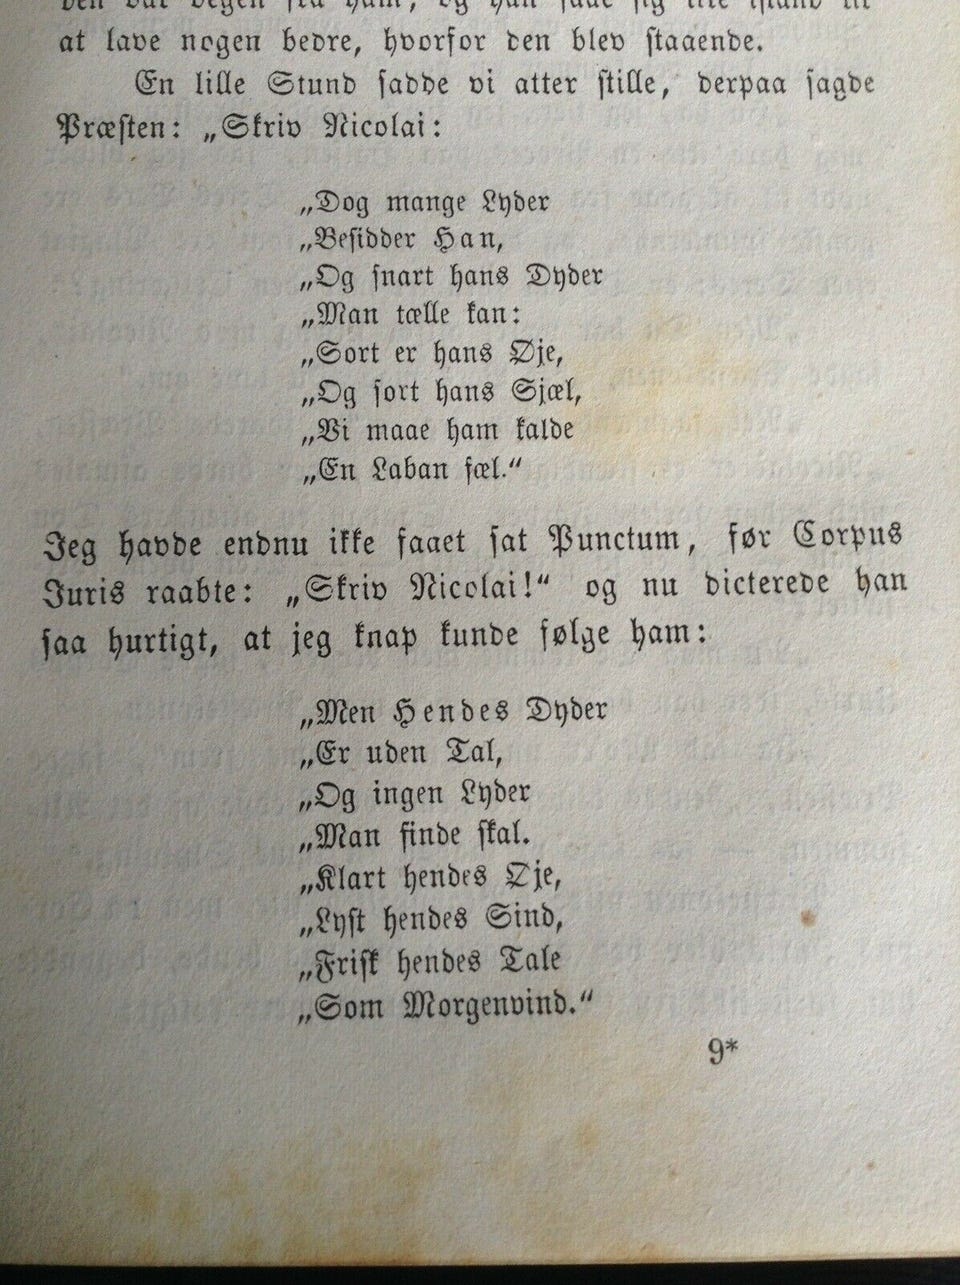 at lave nogen bedre, hvorfor den blev staaende.
En lille Stund sadde vi atter stille, derpaa sagde
Præsten: „Skriv Nicolai:
„Dog mange Lyder
„Besidder Han,
„Og snart hans Dyder
„Man tælle kan:
„Sort er hans Øje,
„Og sort hans Sjæl,
„Vi maae ham kalde
„En Laban fæl.“
Jeg havde endnu ikke faaet sat Punctum, før Corpus
Juris raabte: „Skriv Nicolai!“ og nu dicterede han
saa hurtigt, at jeg knap kunde følge ham:
„Men Hendes Dyder
„Er uden Tal,
„Og ingen Lyder
„Man finde skal.
„Klart hendes Øje,
„Lyst hendes Sind,
„Frisk hendes Tale
„Som Morgenvind.“
9*